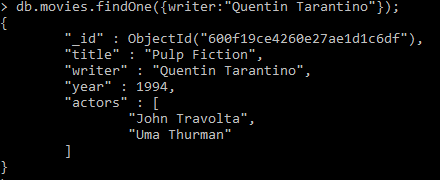 > db.movies.findOne({writer:"Quentin Tarantino"});
{
        "_id" : ObjectId("600f19ce4260e27ae1d1c6df"),
        "title" : "Pulp Fiction",
        "writer" : "Quentin Tarantino",
        "year" : 1994,
        "actors" : [
                "John Travolta",
                "Uma Thurman"
        ]
}